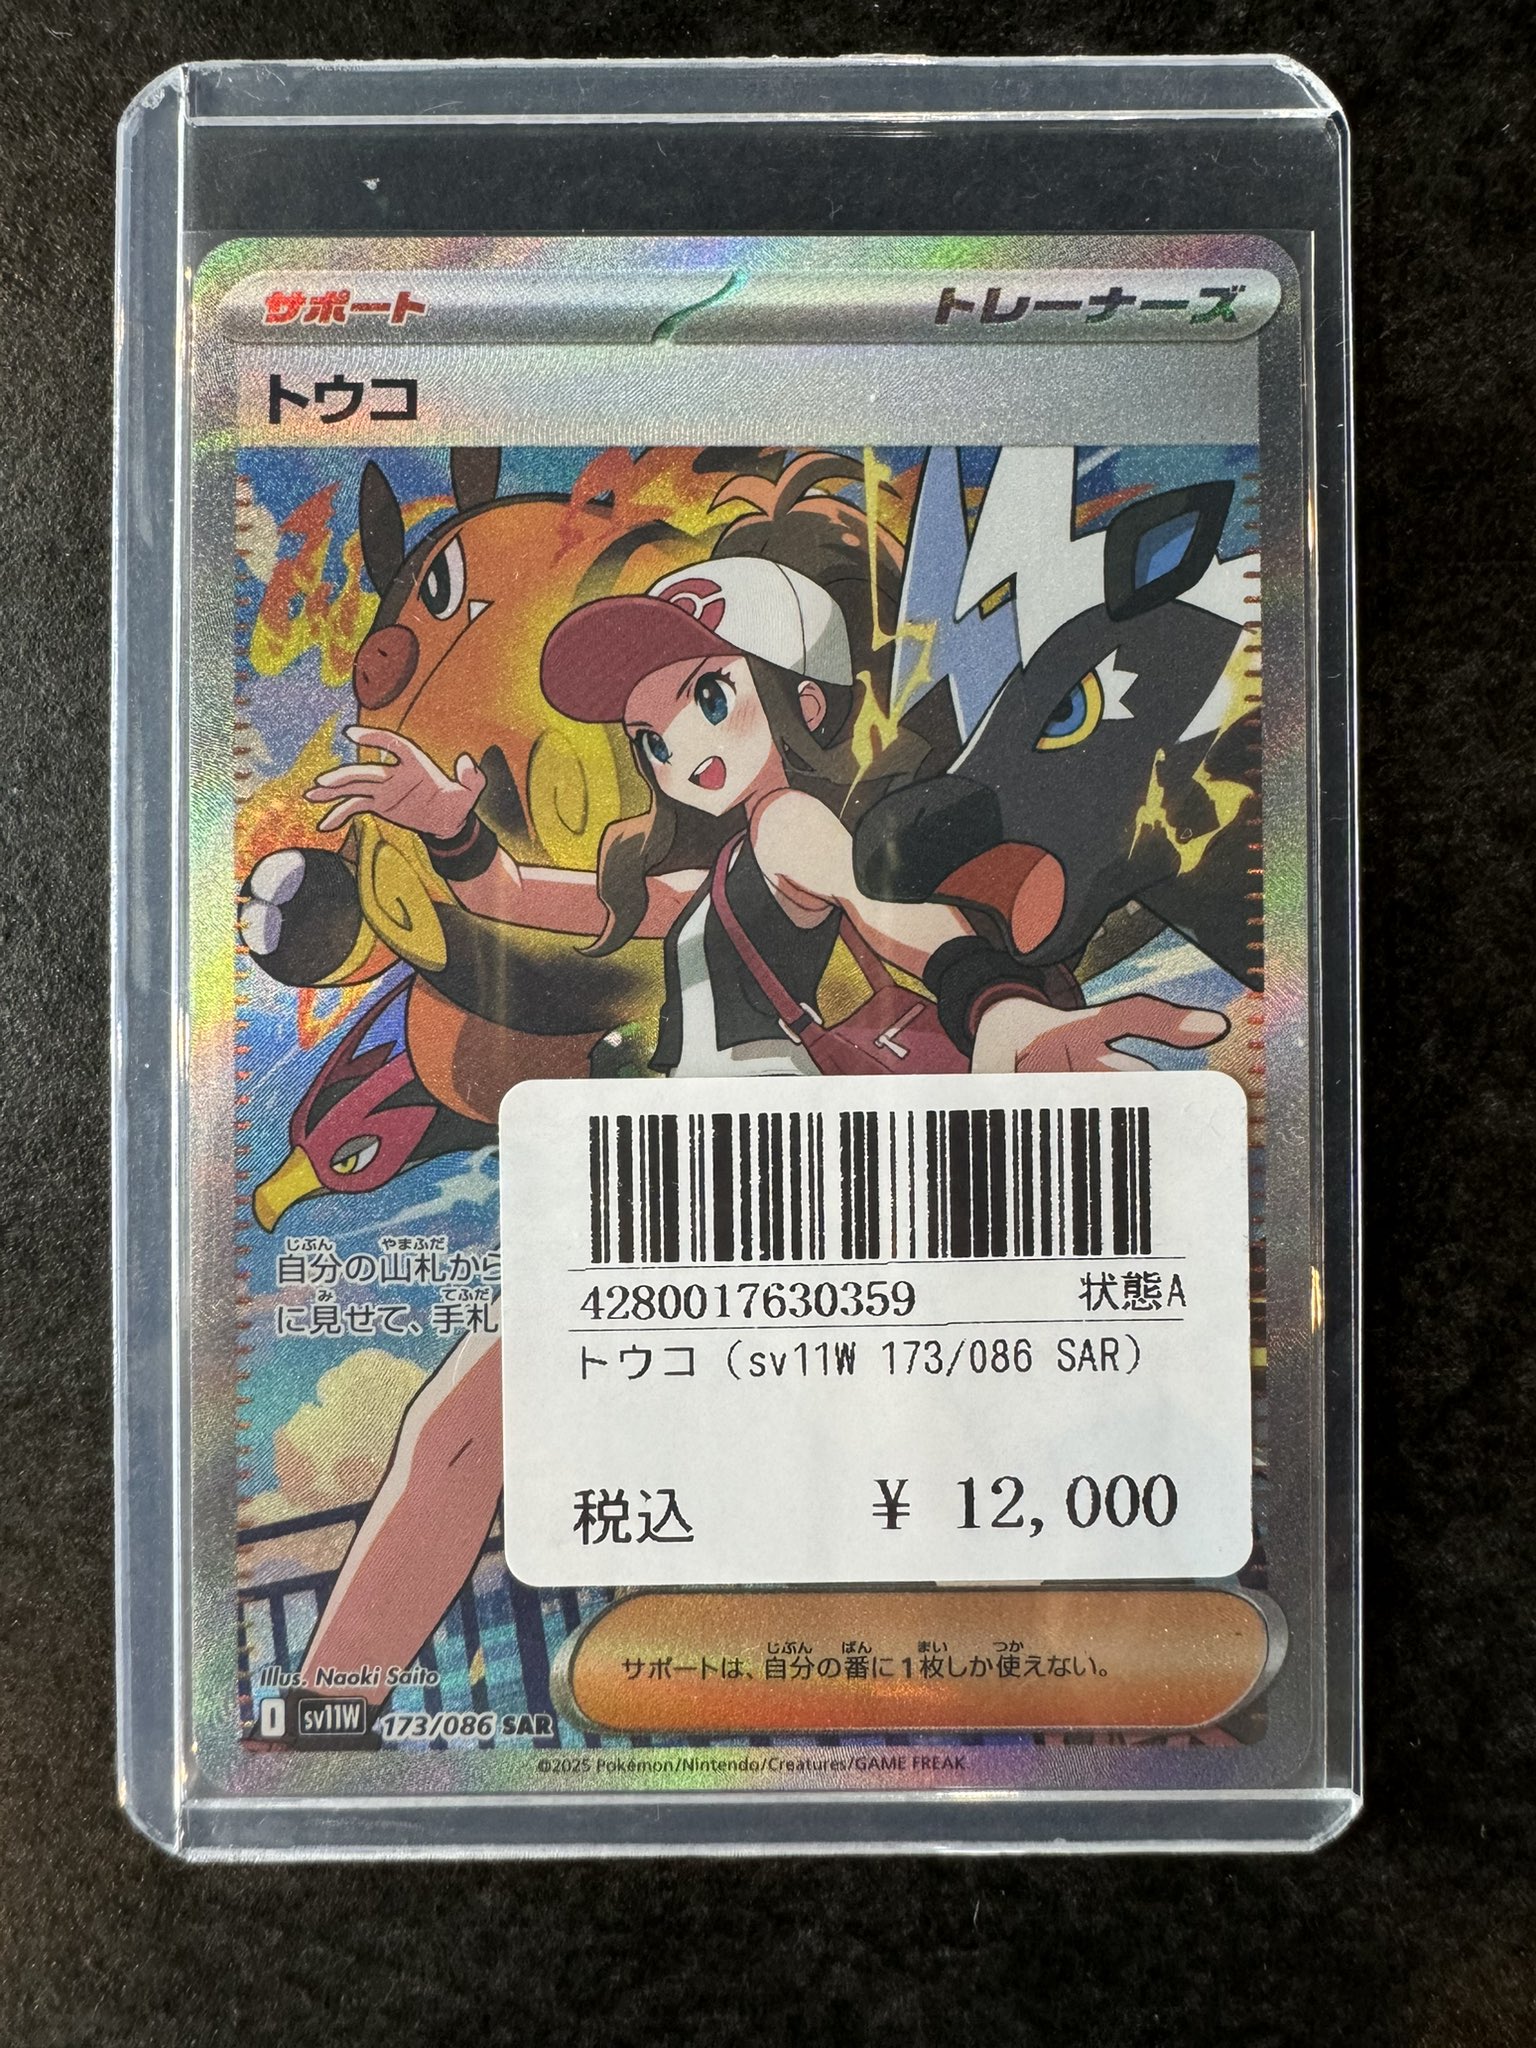 サポート
トレーナーズ
トウコ
じぶん やまふだ
自分の山札から
み てふだ
に見せて、手札
4280017630359 状態A
トウコ（sv11W 173/086 SAR）
税込 ¥ 12,000
じぶん ばん まい つか
サポートは、自分の番に1枚しか使えない。
Illus. Naoki Saito
I sv11W 173/086 SAR
©2025 Pokémon/Nintendo/Creatures/GAME FREAK